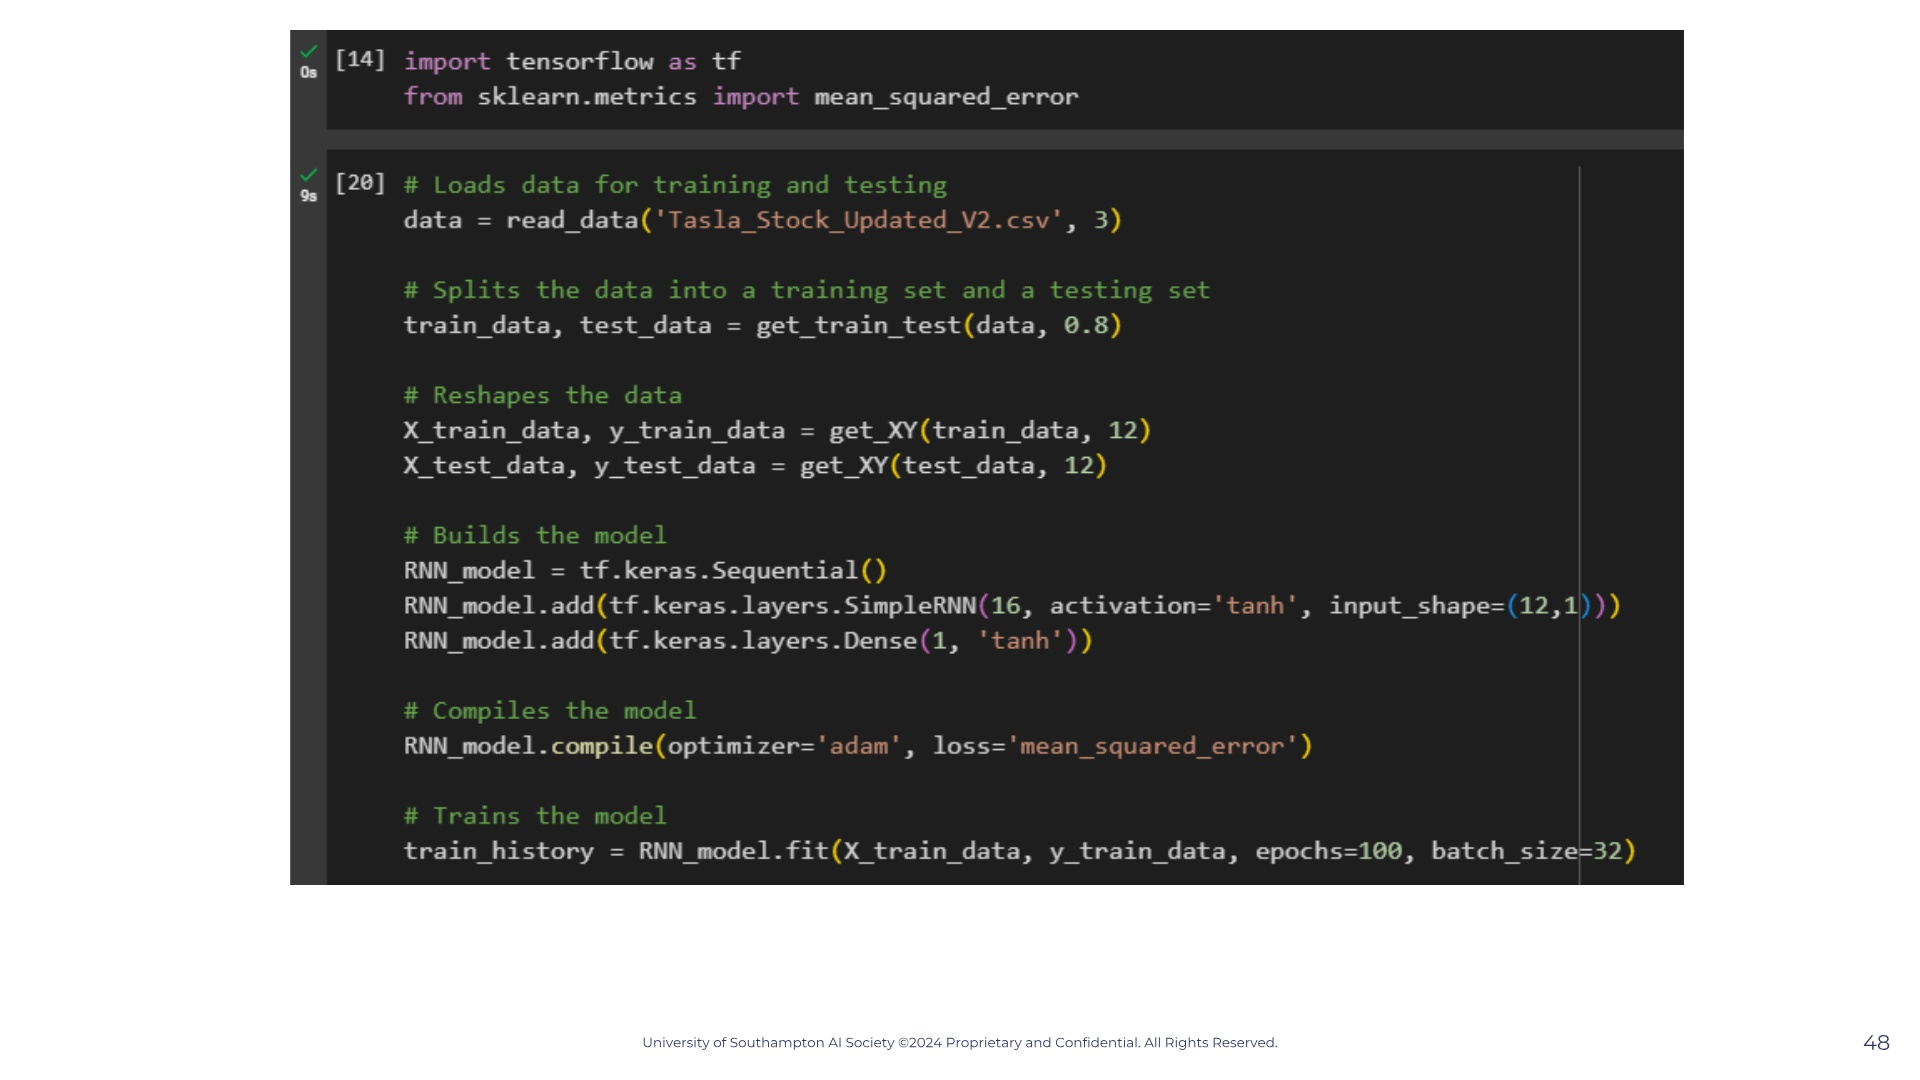 [14] import tensorflow as tf
0s
from sklearn.metrics import mean_squared_error
[20] # Loads data for training and testing
9s
data = read_data('Tasla_Stock_Updated_V2.csv', 3)
# Splits the data into a training set and a testing set
train_data, test_data = get_train_test(data, 0.8)
# Reshapes the data
X_train_data, y_train_data = get_XY(train_data, 12)
X_test_data, y_test_data = get_XY(test_data, 12)
# Builds the model
RNN_model = tf.keras.Sequential()
RNN_model.add(tf.keras.layers.SimpleRNN(16, activation='tanh', input_shape=(12,1)))
RNN_model.add(tf.keras.layers.Dense(1, 'tanh'))
# Compiles the model
RNN_model.compile(optimizer='adam', loss='mean_squared_error')
# Trains the model
train_history = RNN_model.fit(X_train_data, y_train_data, epochs=100, batch_size=32)
University of Southampton AI Society ©2024 Proprietary and Confidential. All Rights Reserved.
48